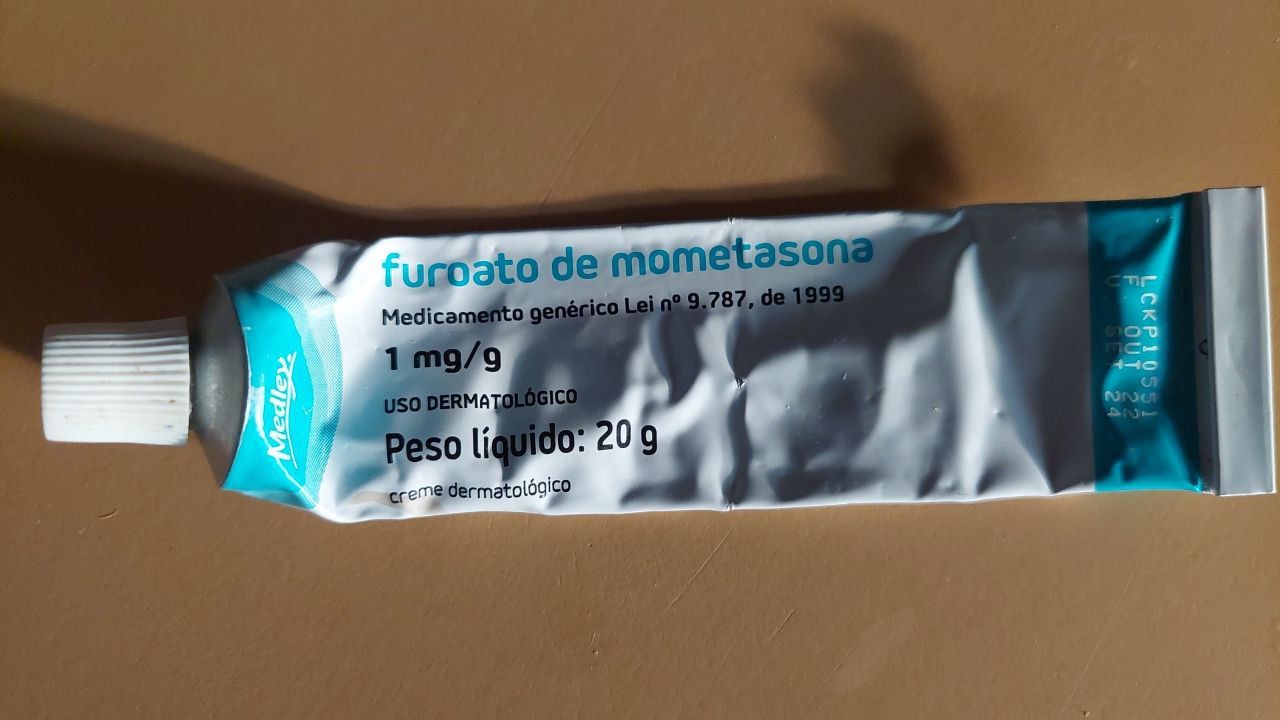 Medley.
furoato de mometasona
Medicamento genérico Lei nº 9.787, de 1999
1 mg/g
USO DERMATOLÓGICO
Peso líquido: 20 g
creme dermatológico
LCKP10551
F OUT 22
V SET 24